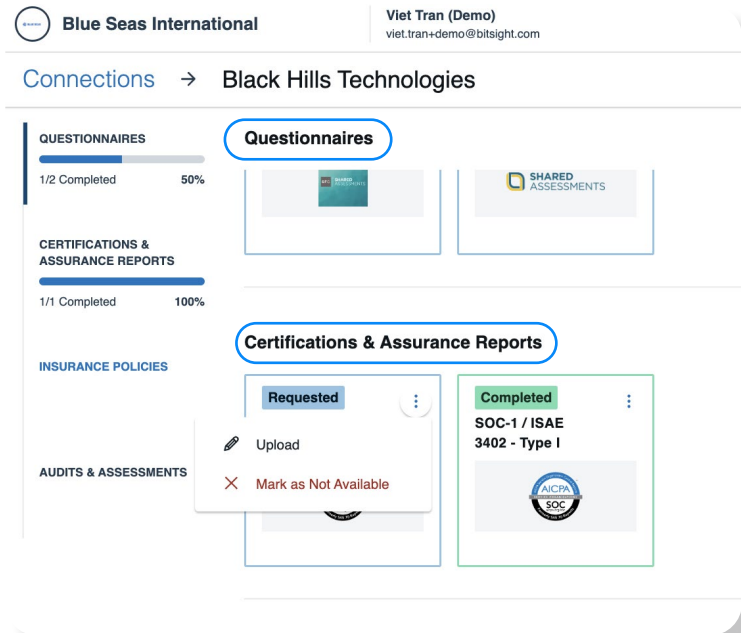 Blue Seas International
Viet Tran (Demo)
viet.tran+demo@bitsight.com
Connections → Black Hills Technologies
QUESTIONNAIRES
1/2 Completed 50%
CERTIFICATIONS &
ASSURANCE REPORTS
1/1 Completed 100%
INSURANCE POLICIES
AUDITS & ASSESSMENTS
Questionnaires
SHARED
ASSESSMENTS
SHARED
ASSESSMENTS
Certifications & Assurance Reports
Requested
Upload
Mark as Not Available
Completed
SOC-1 / ISAE
3402 - Type I
AICPA
SOC